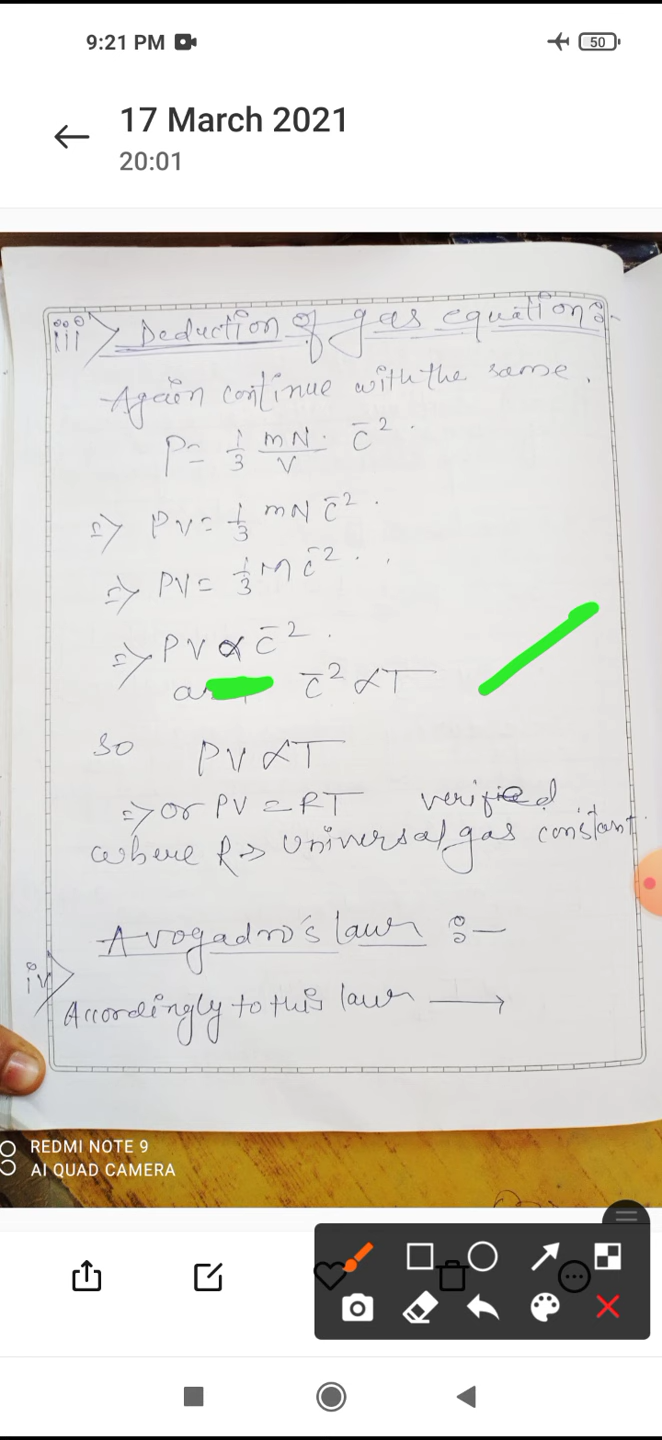 9:21 PM
50
17 March 2021
20:01
iii> Deduction of gas equation:-
Again continue with the same.
P= 1/3 mN/V. c̄².
=> PV= 1/3 mN c̄².
=> PV= 1/3 M c̄²..
=> PV ∝ c̄².
c̄² ∝ T
so PV ∝ T
=> or PV = RT verified
where R-> Universal gas constant.
iv> Avogadro's law :-
Accordingly to this law ⟶
REDMI NOTE 9
AI QUAD CAMERA